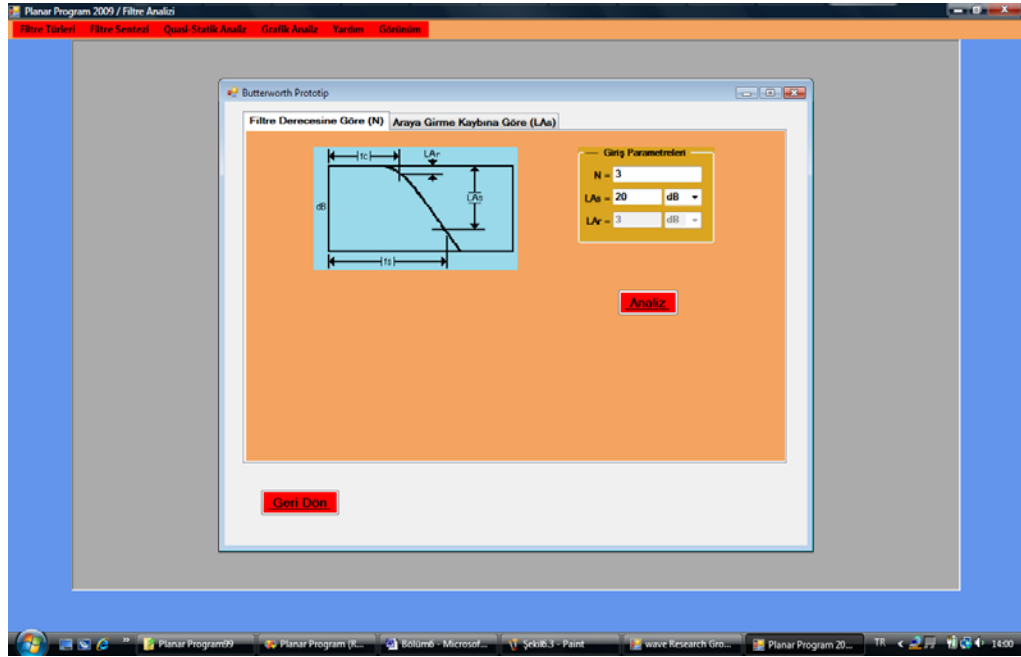 Planar Program 2009 / Filtre Analizi
Filtre Türleri Filtre Sentezi Quasi-Statik Analiz Grafik Analiz Yardım Görünüm
Butterworth Prototip
Filtre Derecesine Göre (N) Araya Girme Kaybına Göre (LAs)
fc LAr
dB
LAs
fs
Giriş Parametreleri
N = 3
LAs = 20 dB
LAr = 3 dB
Analiz
Geri Dön
Planar Program99 Planar Program (R... Bölüm6 - Microsof... Şekil6.3 - Paint wave Research Gro... Planar Program 20... TR 14:00